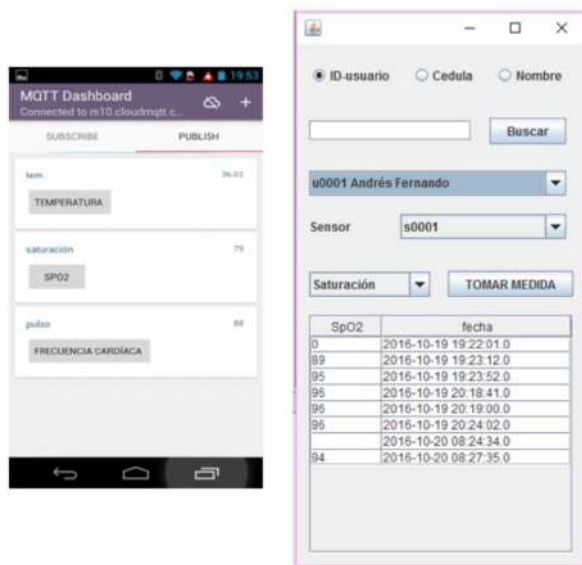 19:53
MQTT Dashboard
Connected to m10.cloudmqtt.c...
SUBSCRIBE PUBLISH
tem 36.03
TEMPERATURA
saturación 79
SPO2
pulso 88
FRECUENCIA CARDÍACA
ID-usuario Cedula Nombre
Buscar
u0001 Andrés Fernando
Sensor s0001
Saturación TOMAR MEDIDA
SpO2 fecha
0 2016-10-19 19:22:01.0
89 2016-10-19 19:23:12.0
95 2016-10-19 19:23:52.0
96 2016-10-19 20:18:41.0
96 2016-10-19 20:19:00.0
96 2016-10-19 20:24:02.0
2016-10-20 08:24:34.0
94 2016-10-20 08:27:35.0